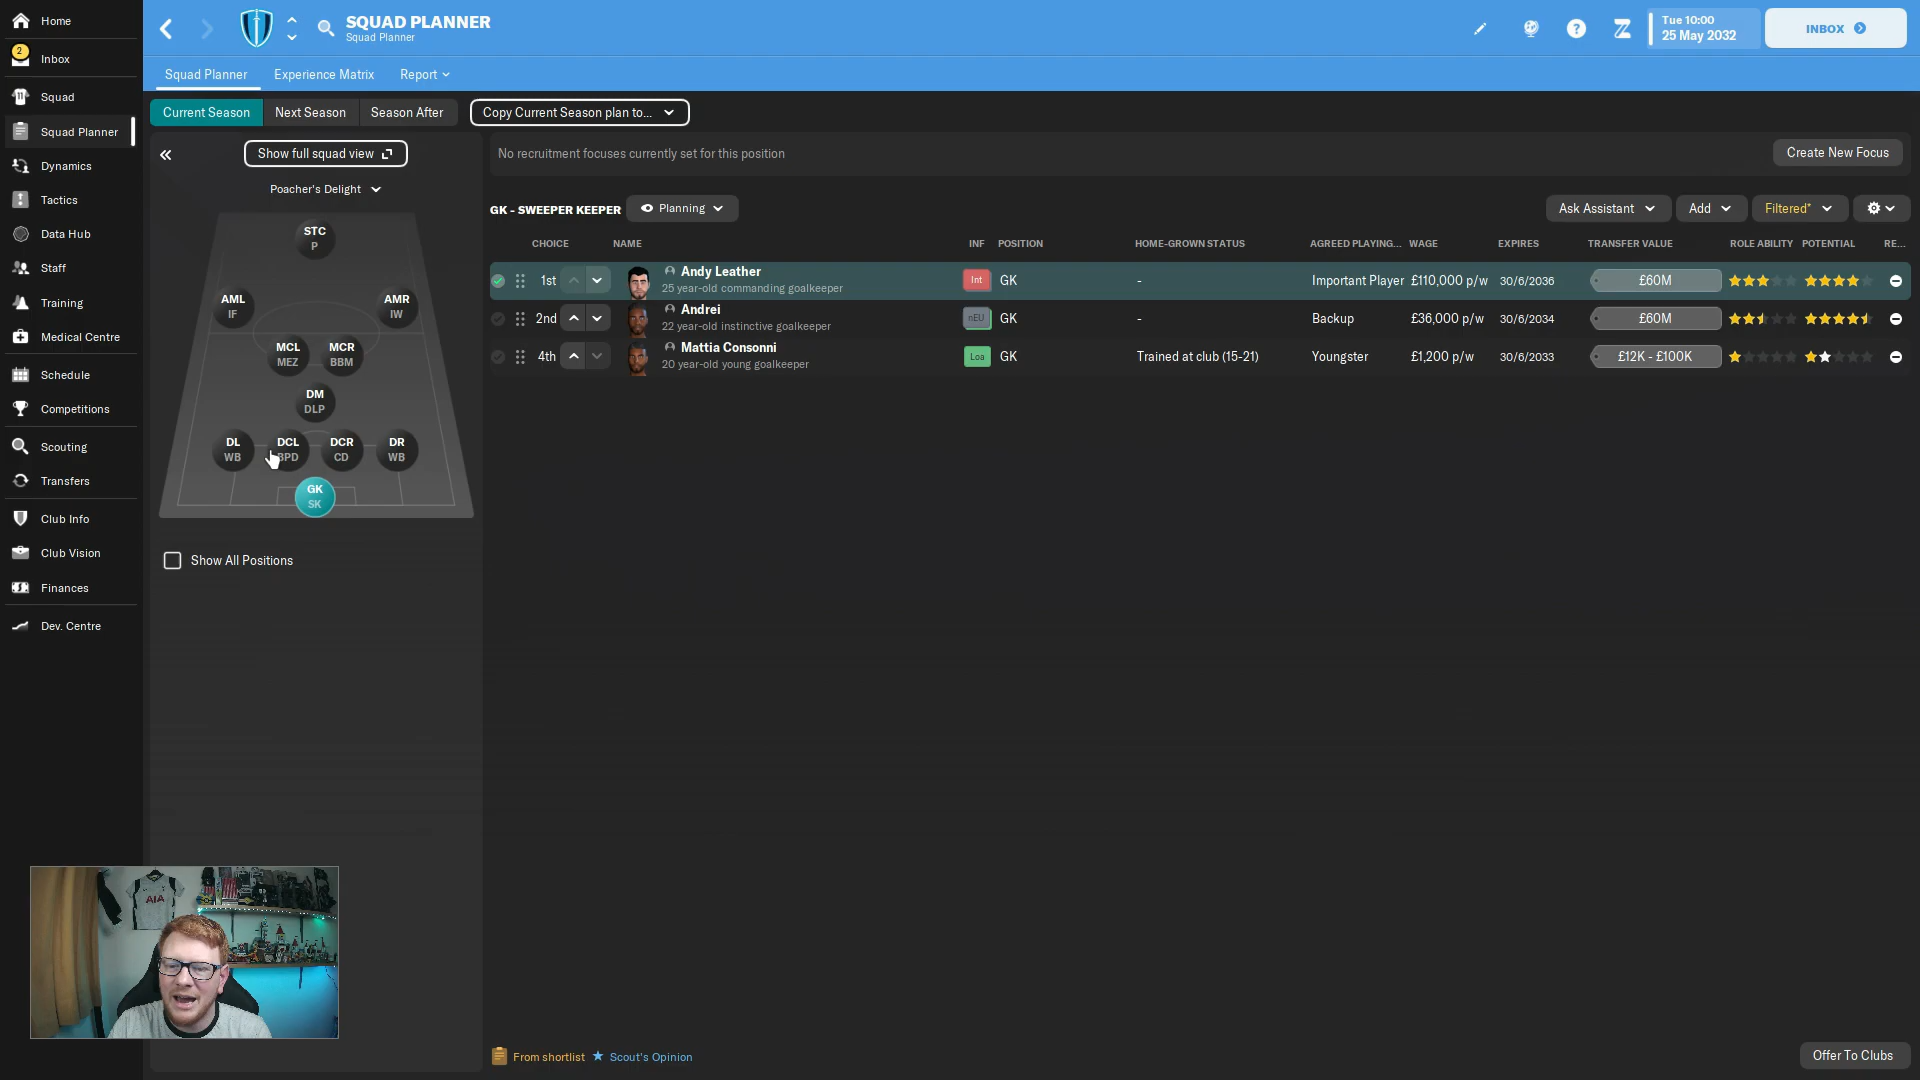 Home
2
Inbox
Squad
Squad Planner
Dynamics
Tactics
Data Hub
Staff
Training
Medical Centre
Schedule
Competitions
Scouting
Transfers
Club Info
Club Vision
Finances
Dev. Centre
SQUAD PLANNER
Squad Planner
Tue 10:00
25 May 2032
INBOX
Squad Planner Experience Matrix Report
Current Season Next Season Season After Copy Current Season plan to...
Show full squad view
Poacher's Delight
STC
P
AML
IF
AMR
IW
MCL
MEZ
MCR
BBM
DM
DLP
DL
WB
DCL
BPD
DCR
CD
DR
WB
GK
SK
Show All Positions
No recruitment focuses currently set for this position
Create New Focus
GK - SWEEPER KEEPER Planning
Ask Assistant Add Filtered*
CHOICE NAME INF POSITION HOME-GROWN STATUS AGREED PLAYING... WAGE EXPIRES TRANSFER VALUE ROLE ABILITY POTENTIAL RE...
1st Andy Leather Int GK - Important Player £110,000 p/w 30/6/2036 £60M
25 year-old commanding goalkeeper
2nd Andrei nEU GK - Backup £36,000 p/w 30/6/2034 £60M
22 year-old instinctive goalkeeper
4th Mattia Consonni Loa GK Trained at club (15-21) Youngster £1,200 p/w 30/6/2033 £12K - £100K
20 year-old young goalkeeper
AIA
From shortlist Scout's Opinion
Offer To Clubs